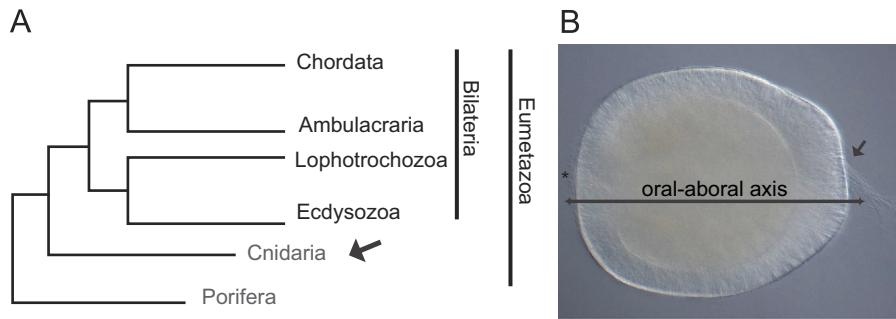 A
Chordata
Ambulacraria
Lophotrochozoa
Ecdysozoa
Cnidaria
Porifera
Bilateria
Eumetazoa
B
*
oral-aboral axis